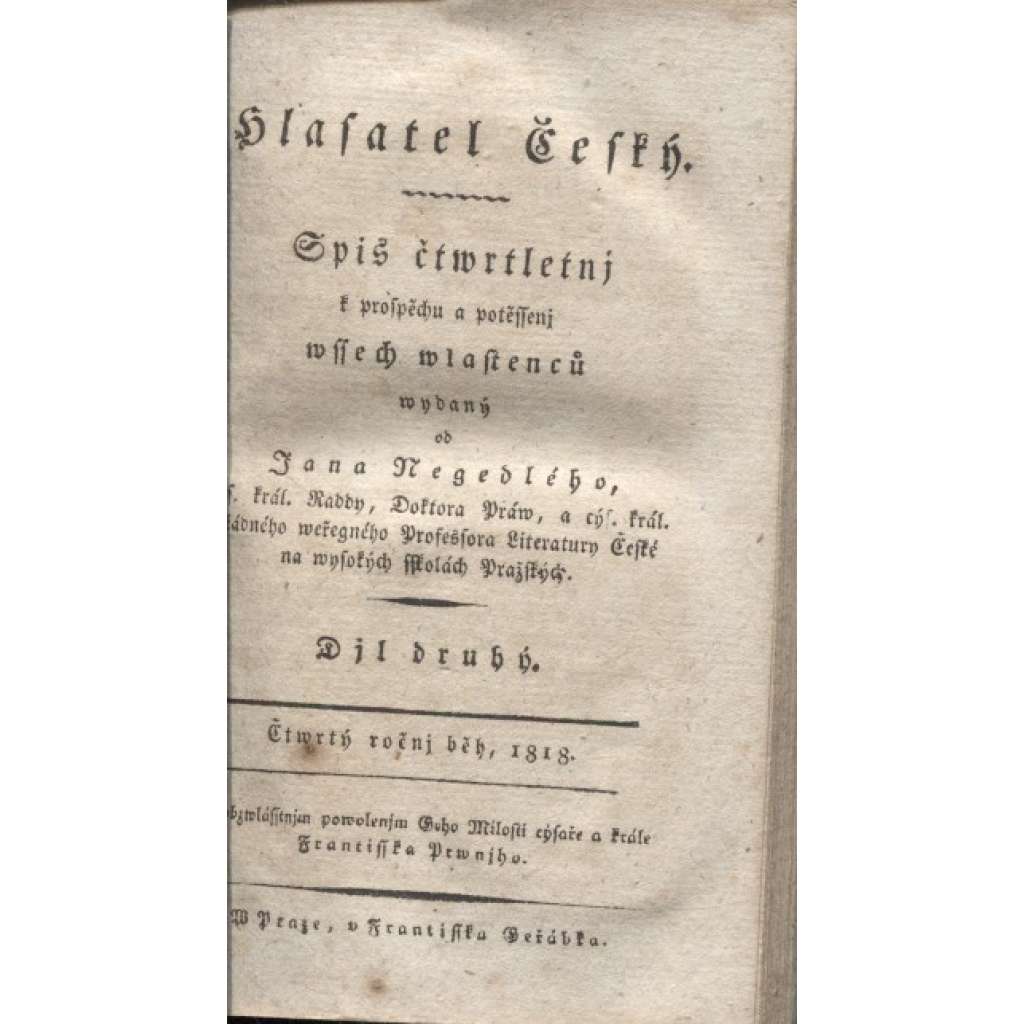 Hlaſatel Český.
Spis čtwrtletnj
k proſpěchu a potěſſenj
wſſech wlaſtenců
wydaný
od
Jana Negedlého,
ſ. král. Raddy, Doktora Práw, a cýſ. král.
ádného weřegného Profeſſora Literatury České
na wyſokých ſſkolách Pražſkých.
Djl druhý.
Čtwrtý ročnj běh, 1818.
obzwláſſtnjm powolenjm Geho Miloſti cýſaře a krále
Frantiſſka Prwnjho.
W Praze, v Frantiſſka Geřábka.